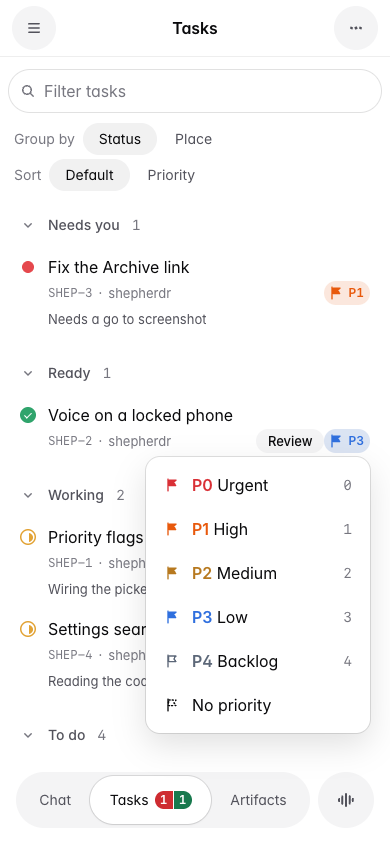 Tasks
Filter tasks
Group by Status Place
Sort Default Priority
Needs you 1
Fix the Archive link
SHEP-3 · shepherdr P1
Needs a go to screenshot
Ready 1
Voice on a locked phone
SHEP-2 · shepherdr Review P3
Working 2
Priority flags
SHEP-1 · sheph
Wiring the picke
Settings sear
SHEP-4 · sheph
Reading the coc
To do 4
P0 Urgent 0
P1 High 1
P2 Medium 2
P3 Low 3
P4 Backlog 4
No priority
Chat Tasks 1 1 Artifacts